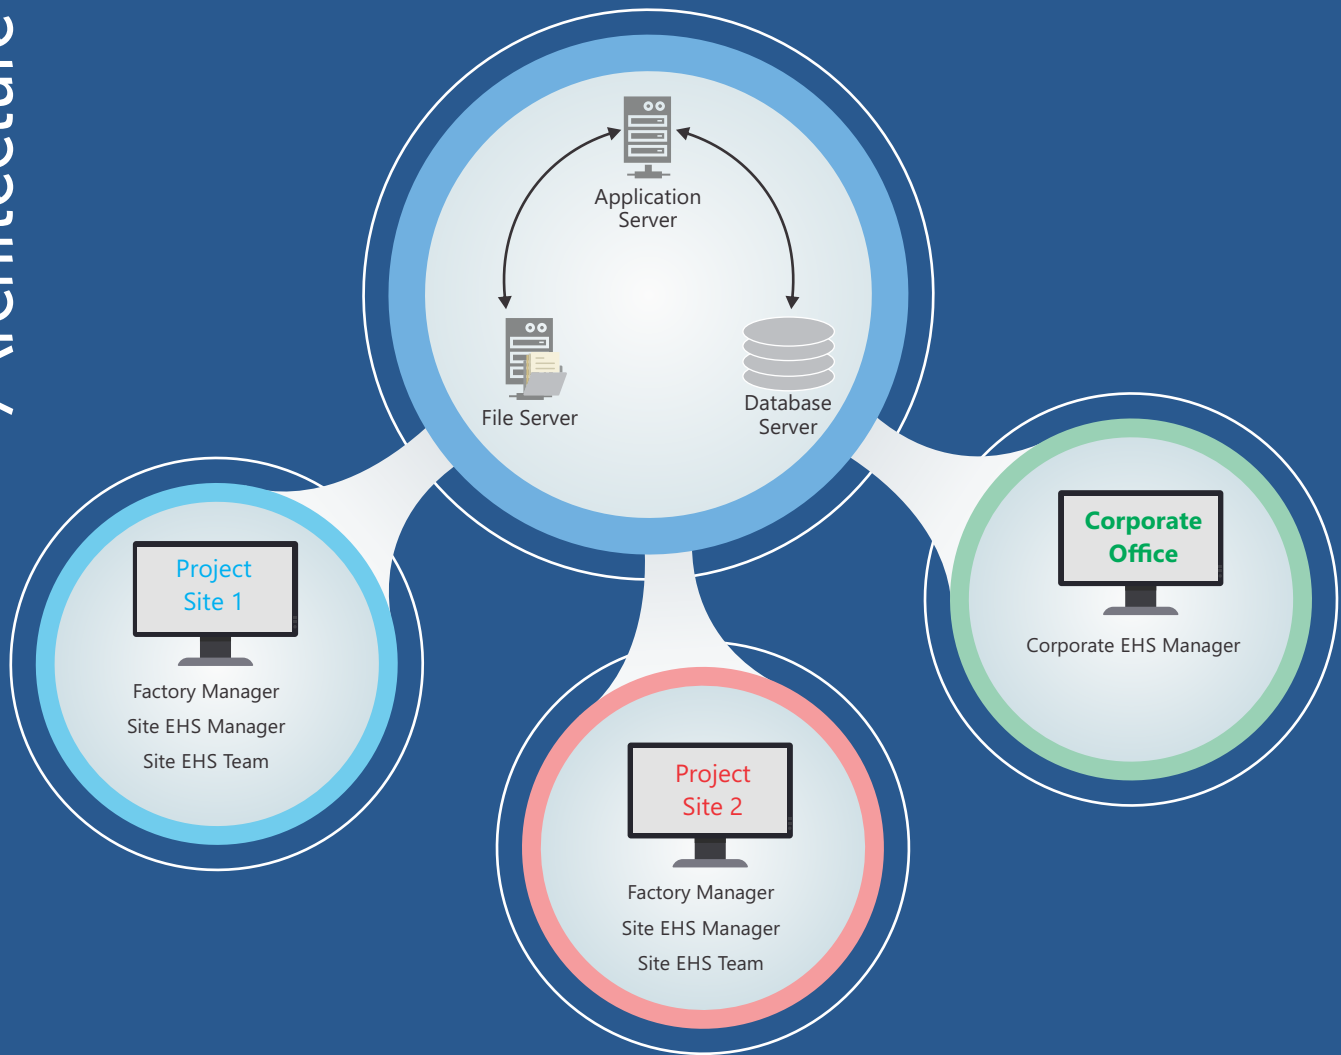 Architecture
Application
Server
File Server
Database
Server
Project
Site 1
Factory Manager
Site EHS Manager
Site EHS Team
Project
Site 2
Factory Manager
Site EHS Manager
Site EHS Team
Corporate
Office
Corporate EHS Manager